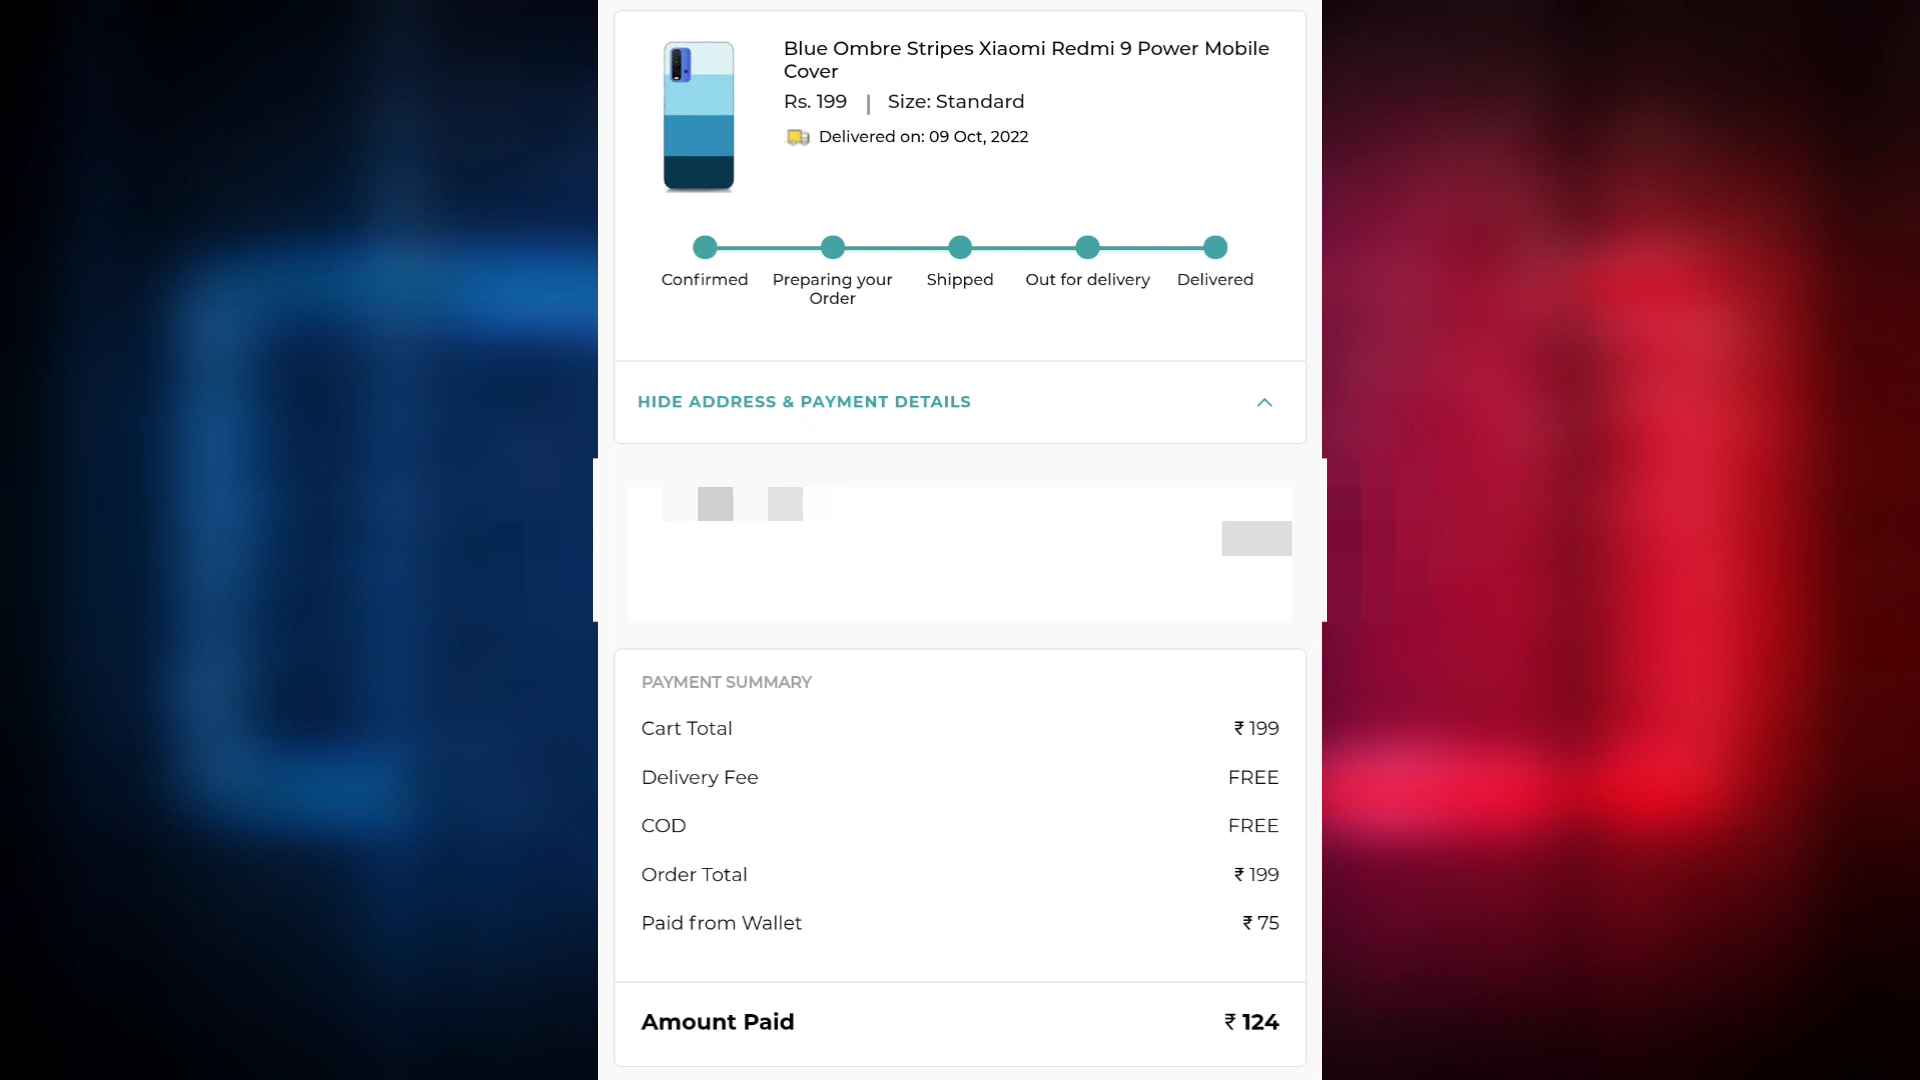 Blue Ombre Stripes Xiaomi Redmi 9 Power Mobile
Cover
Rs. 199 | Size: Standard
Delivered on: 09 Oct, 2022
Confirmed
Preparing your
Order
Shipped
Out for delivery
Delivered
HIDE ADDRESS & PAYMENT DETAILS
PAYMENT SUMMARY
Cart Total ₹ 199
Delivery Fee FREE
COD FREE
Order Total ₹ 199
Paid from Wallet ₹ 75
Amount Paid ₹ 124